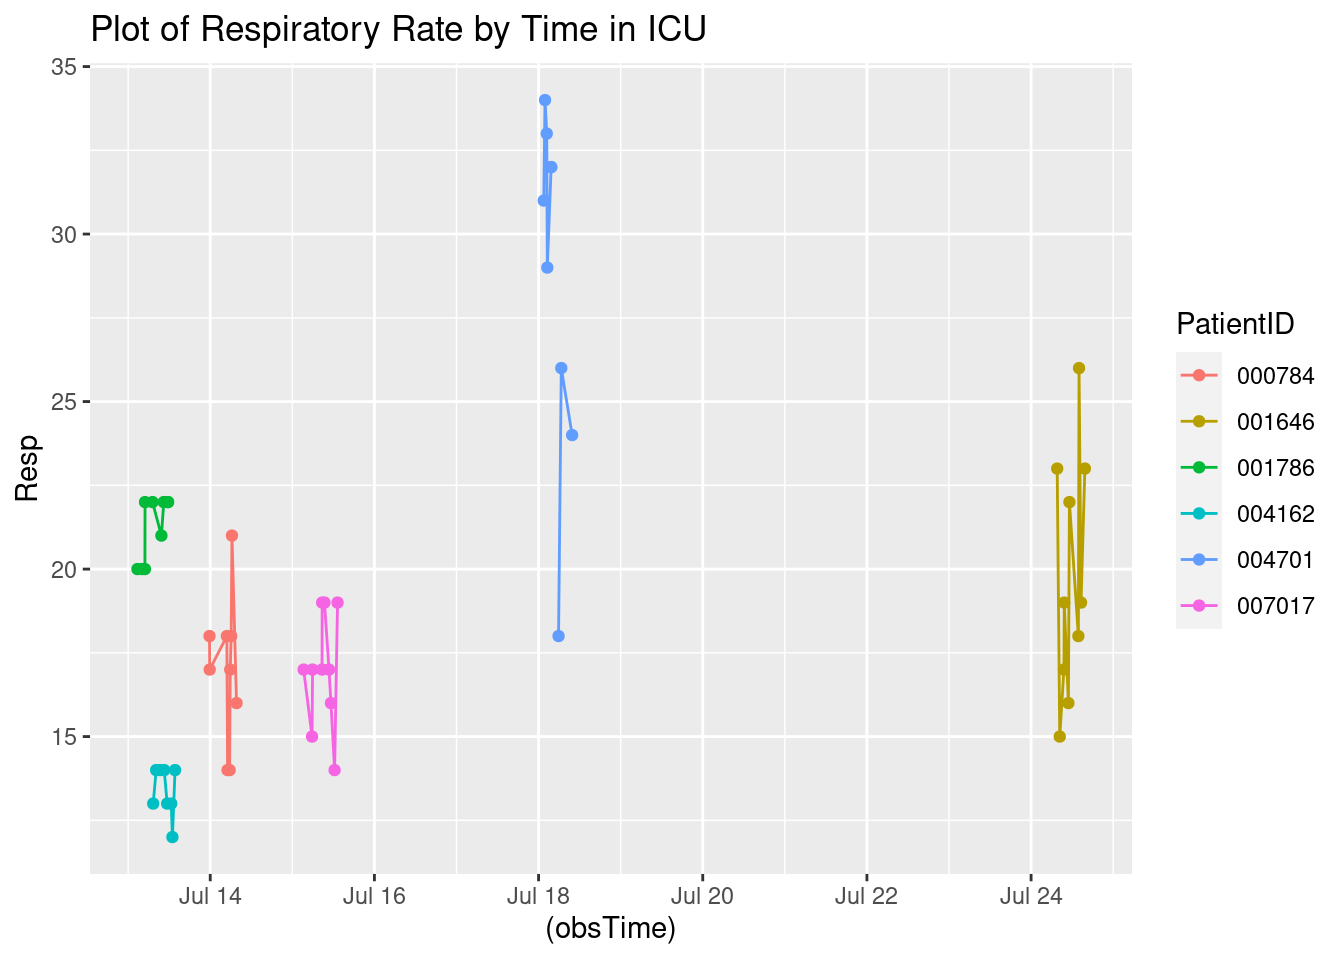 Plot of Respiratory Rate by Time in ICU
35
30
25
20
15
Resp
Jul 14
Jul 16
Jul 18
Jul 20
Jul 22
Jul 24
(obsTime)
PatientID
000784
001646
001786
004162
004701
007017